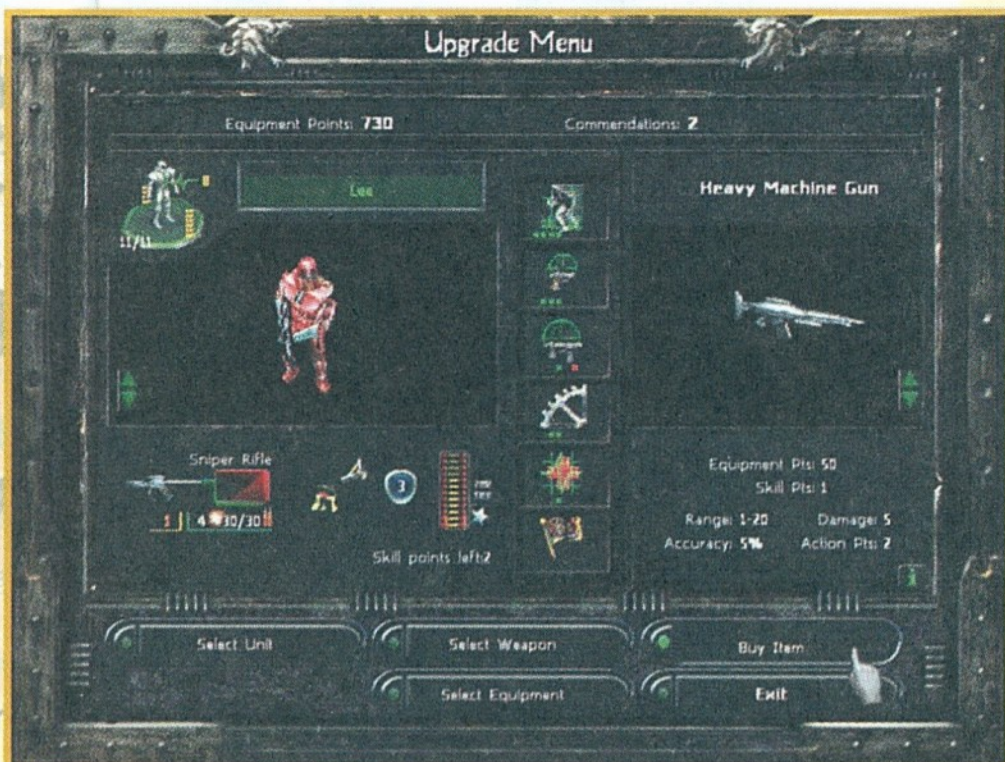 Upgrade Menu
Equipment Points: 730 Commendations: 2
Lee
11/11
Heavy Machine Gun
Sniper Rifle
1 4 30/30
3
Skill points left:2
Equipment Pts: 50
Skill Pts: 1
Range: 1-20 Damage: 5
Accuracy: 5% Action Pts: 2
i
Select Unit Select Weapon Buy Item
Select Equipment Exit